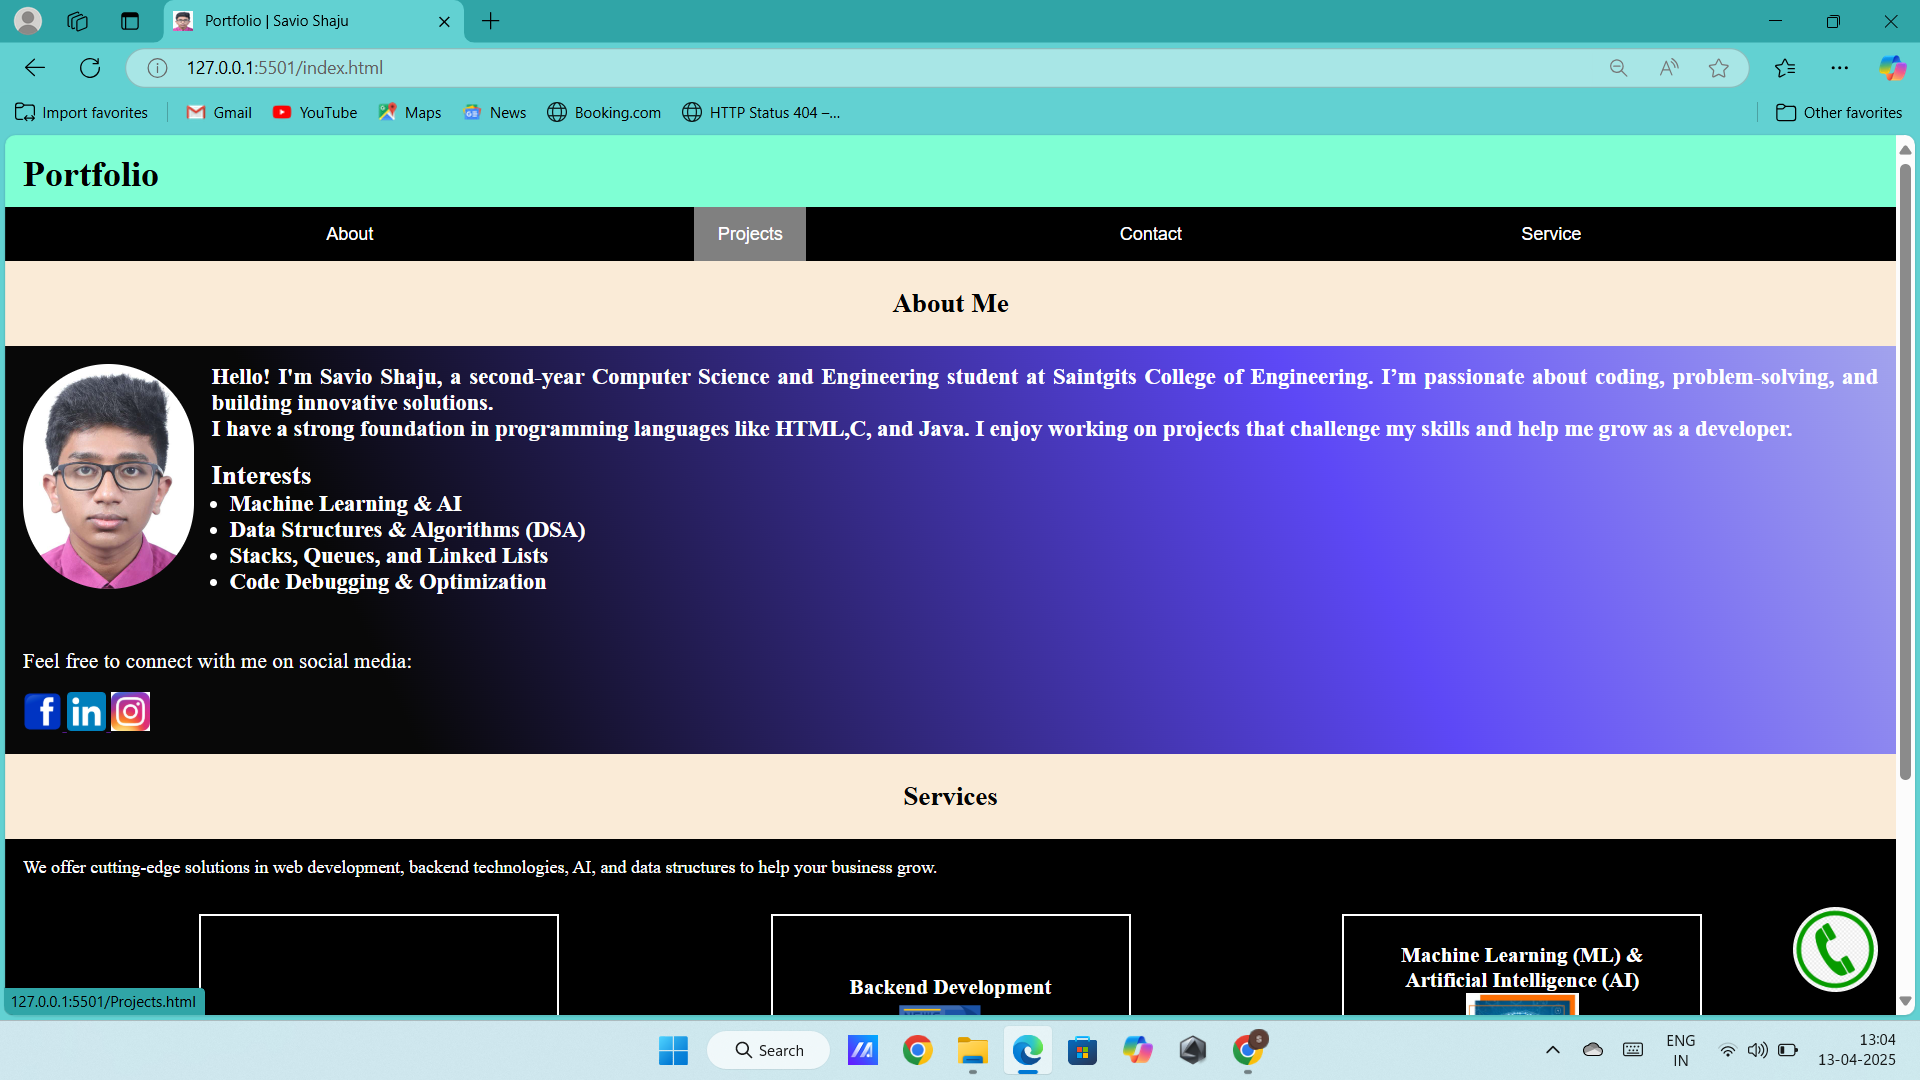 Portfolio | Savio Shaju
127.0.0.1:5501/index.html
Import favorites
Gmail
YouTube
Maps
News
Booking.com
HTTP Status 404 –...
Other favorites
Portfolio
About
Projects
Contact
Service
About Me
Hello! I'm Savio Shaju, a second-year Computer Science and Engineering student at Saintgits College of Engineering. I’m passionate about coding, problem-solving, and
building innovative solutions.
I have a strong foundation in programming languages like HTML,C, and Java. I enjoy working on projects that challenge my skills and help me grow as a developer.
Interests
• Machine Learning & AI
• Data Structures & Algorithms (DSA)
• Stacks, Queues, and Linked Lists
• Code Debugging & Optimization
Feel free to connect with me on social media:
Services
We offer cutting-edge solutions in web development, backend technologies, AI, and data structures to help your business grow.
Backend Development
Machine Learning (ML) &
Artificial Intelligence (AI)
127.0.0.1:5501/Projects.html
Search
ENG
IN
13:04
13-04-2025